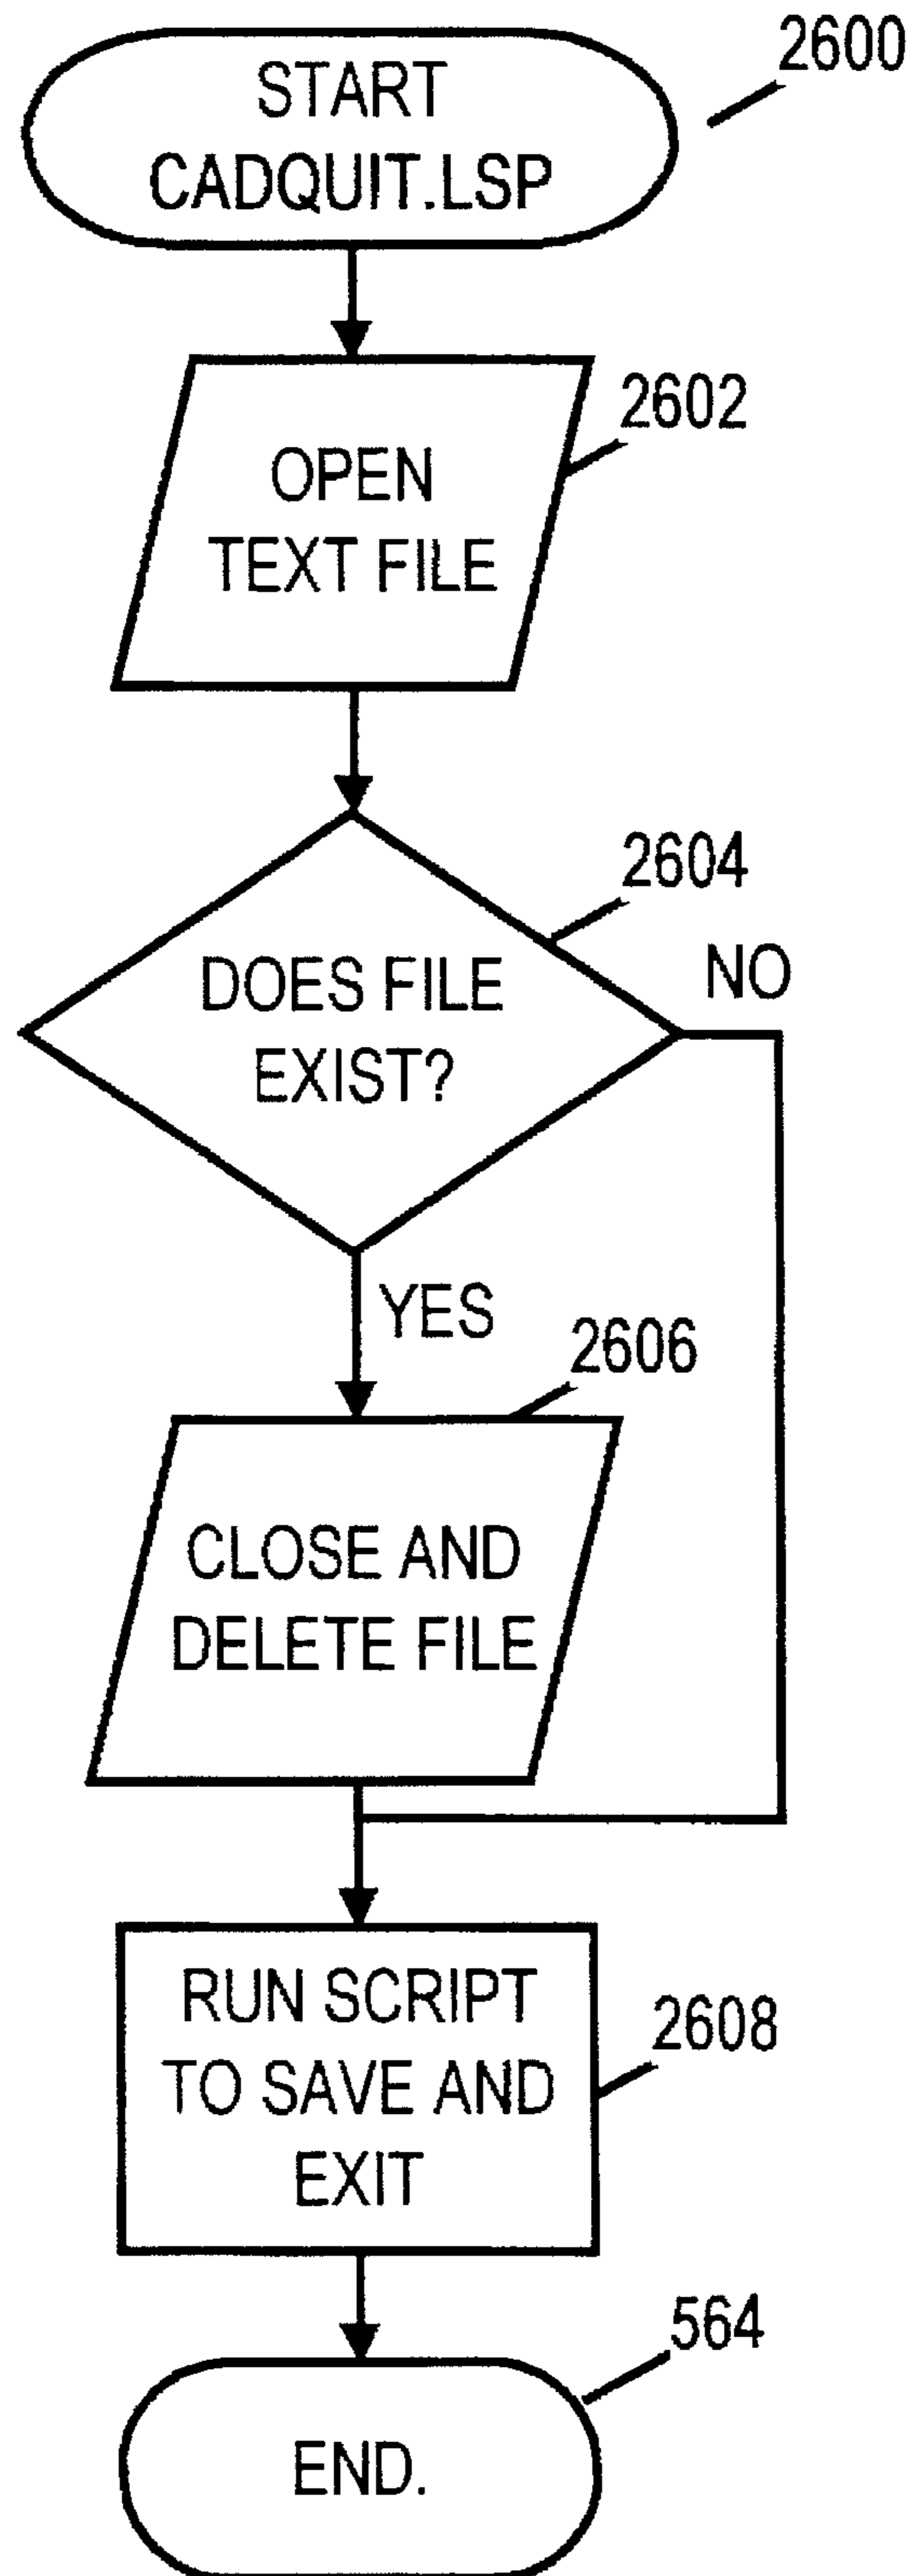 2600
START
CADQUIT.LSP
2602
OPEN
TEXT FILE
2604
NO
DOES FILE
EXIST?
YES
2606
CLOSE AND
DELETE FILE
RUN SCRIPT
2608
TO SAVE AND
EXIT
564
END.